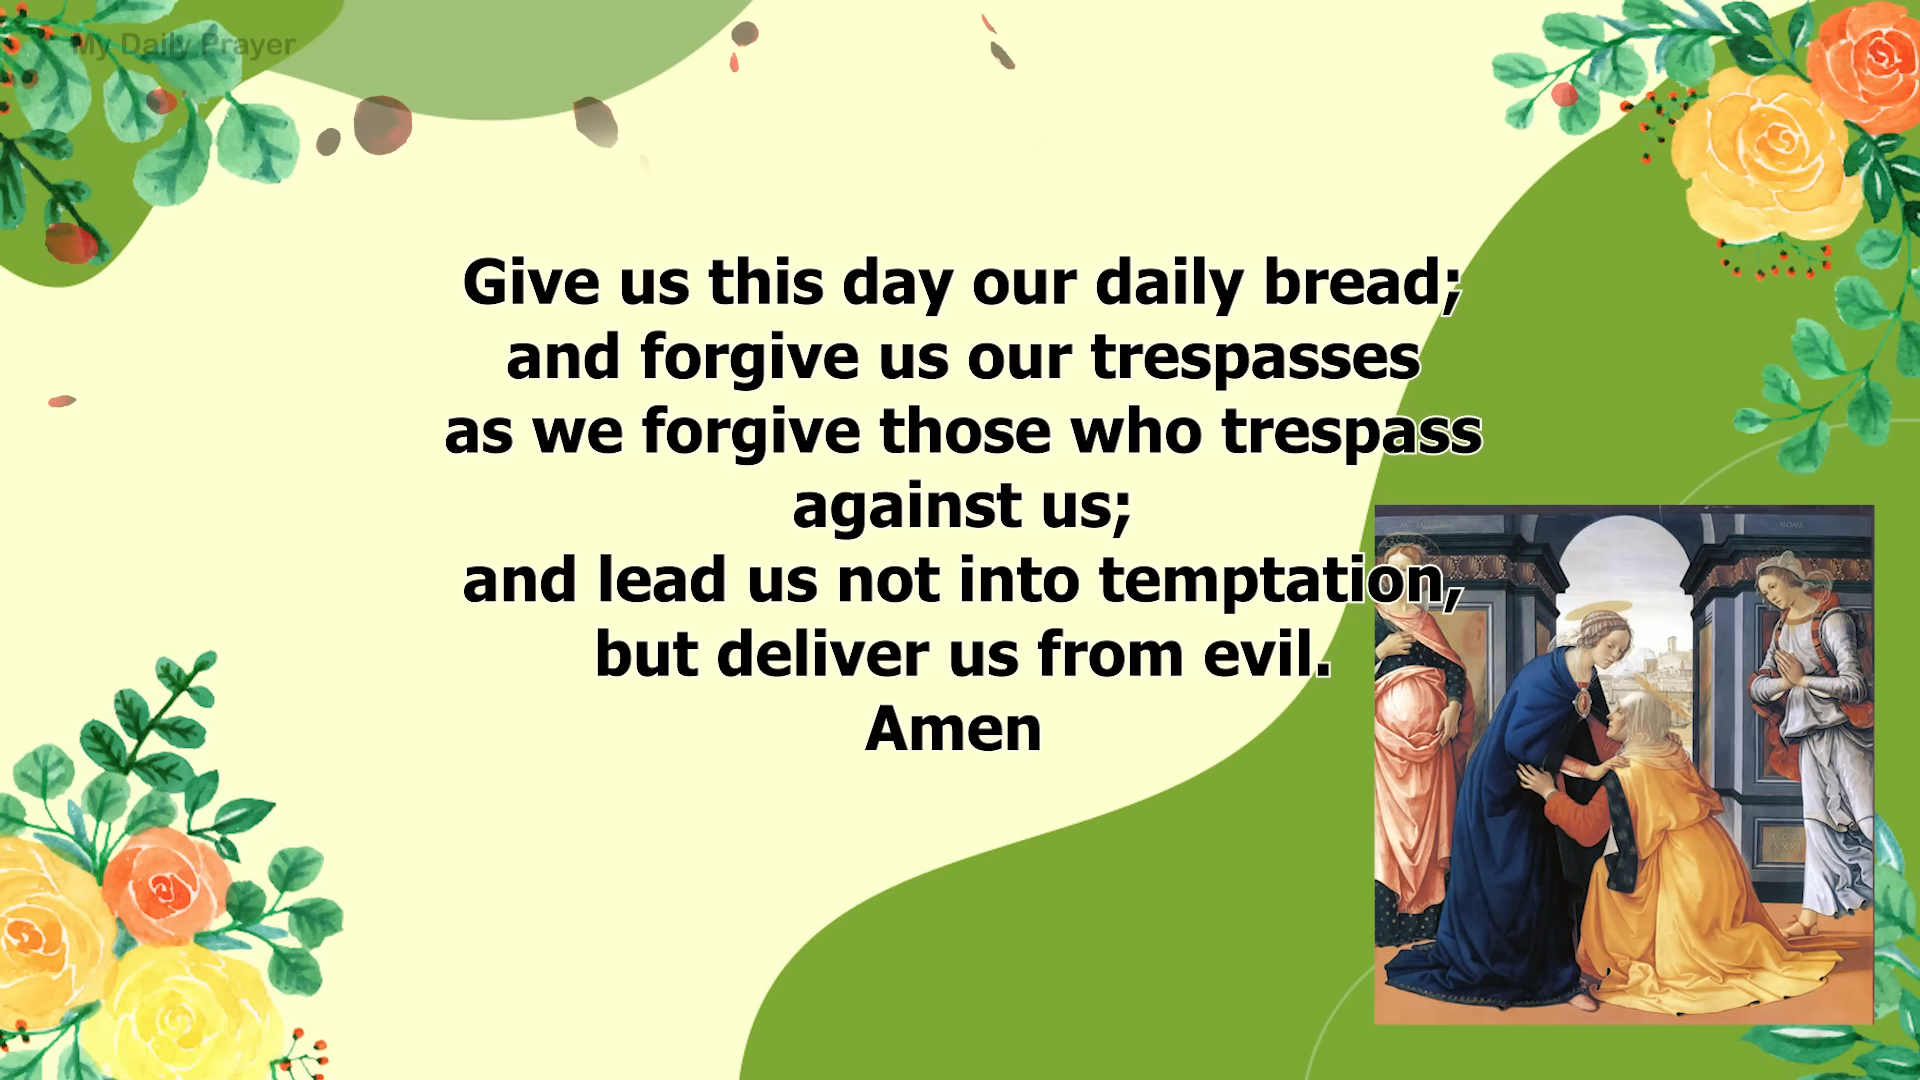 My Daily Prayer
Give us this day our daily bread;
and forgive us our trespasses
as we forgive those who trespass
against us;
and lead us not into temptation,
but deliver us from evil.
Amen